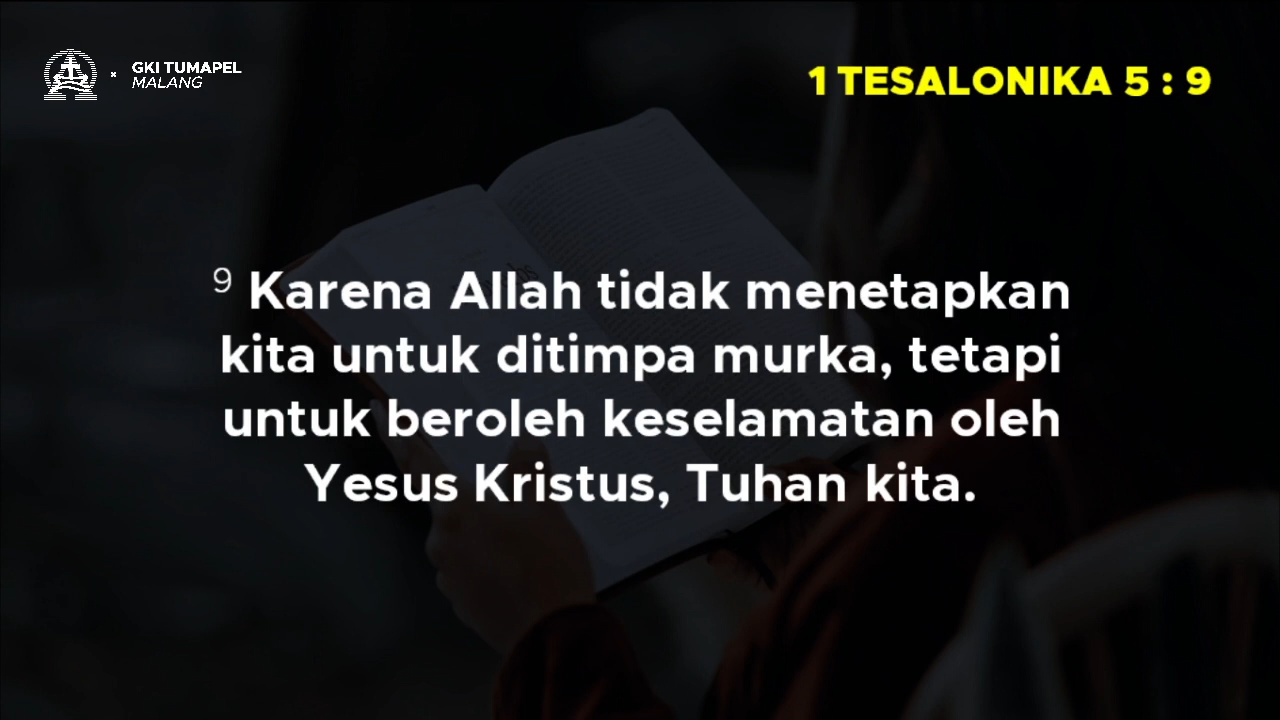 GKI TUMAPEL
MALANG
1 TESALONIKA 5 : 9
9 Karena Allah tidak menetapkan
kita untuk ditimpa murka, tetapi
untuk beroleh keselamatan oleh
Yesus Kristus, Tuhan kita.